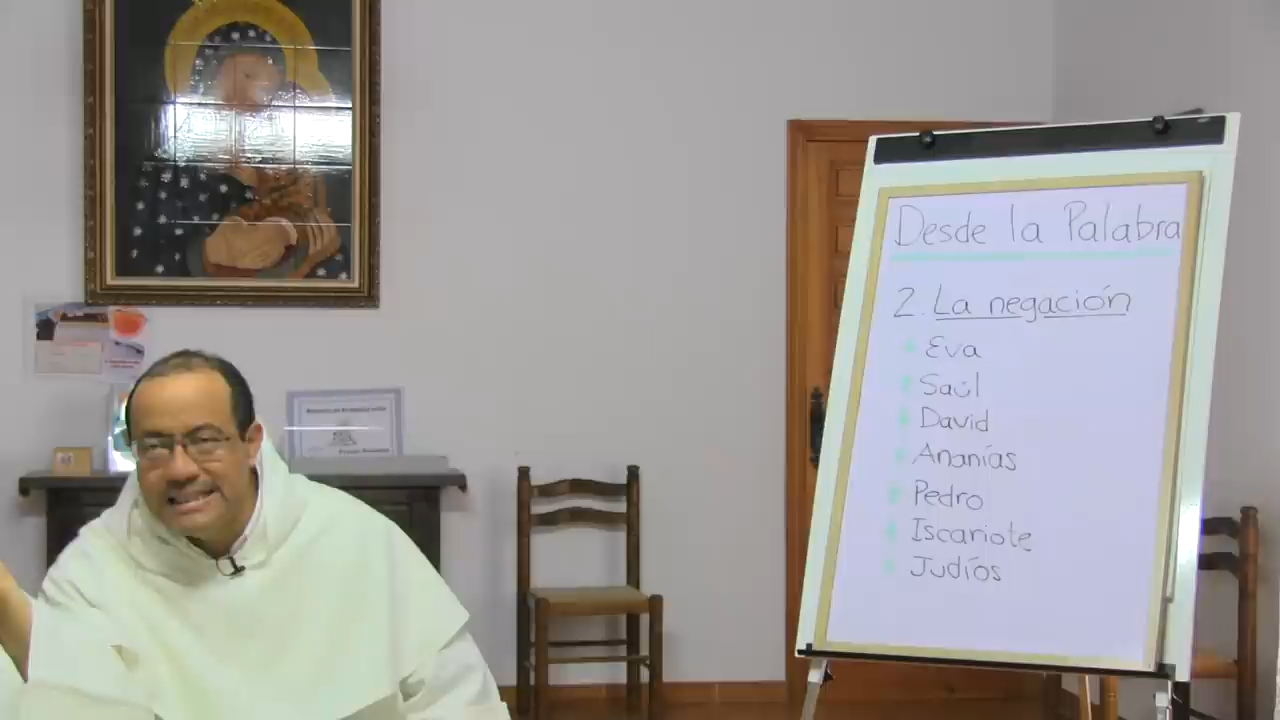 Desde la Palabra
2. La negación
Eva
Saúl
David
Ananías
Pedro
Iscariote
Judíos